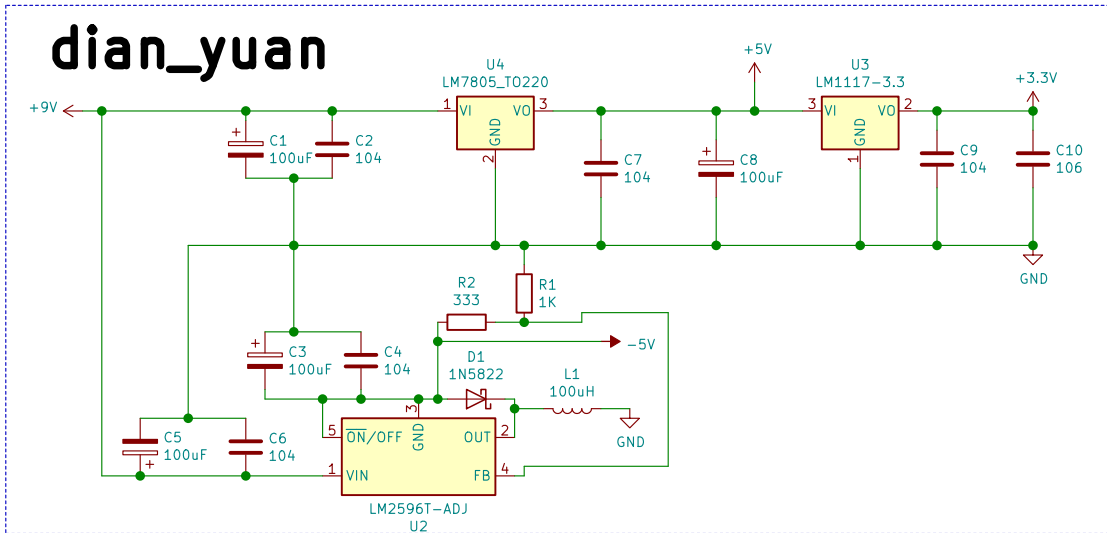 dian_yuan
+9V
C1
100uF
C2
104
U4
LM7805_TO220
1
VI
VO
3
GND
2
C7
104
+5V
C8
100uF
U3
LM1117-3.3
3
VI
VO
2
GND
1
+3.3V
C9
104
C10
106
GND
R2
333
R1
1K
-5V
C3
100uF
C4
104
D1
1N5822
L1
100uH
GND
C5
100uF
C6
104
3
5
ON/OFF
GND
OUT
2
1
VIN
FB
4
LM2596T-ADJ
U2